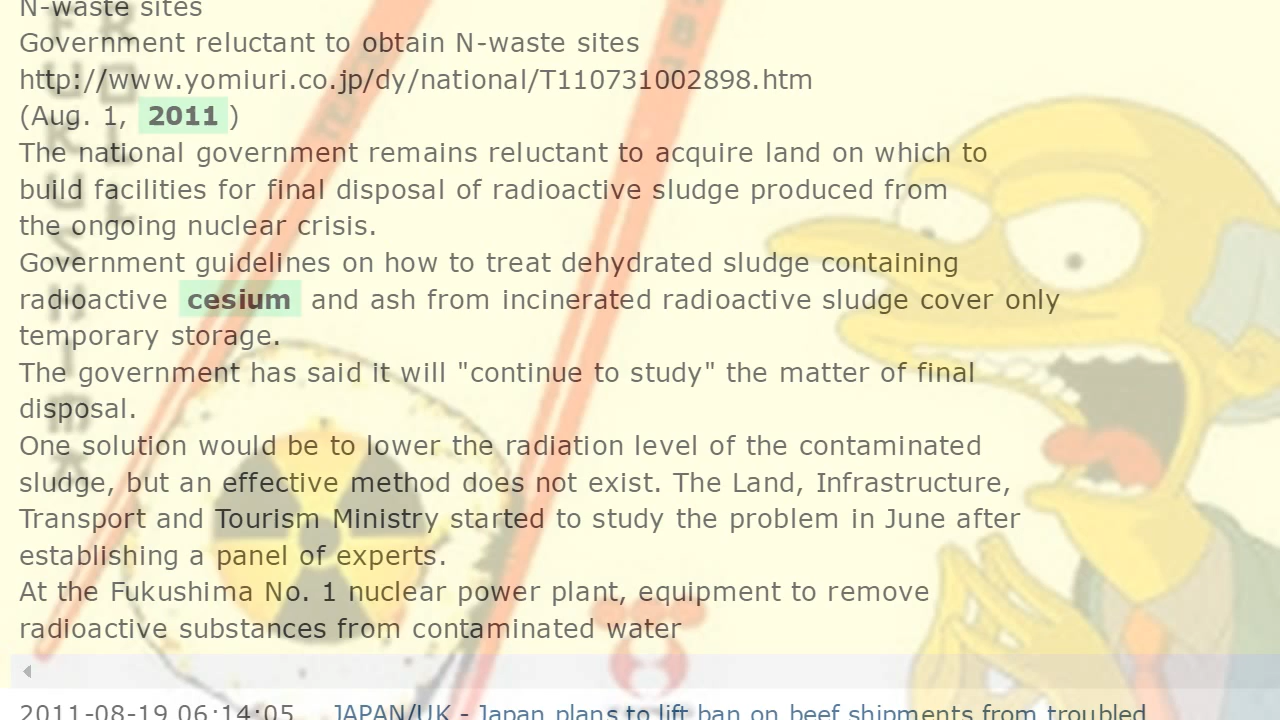 N-waste sites
Government reluctant to obtain N-waste sites
http://www.yomiuri.co.jp/dy/national/T110731002898.htm
(Aug. 1, 2011 )
The national government remains reluctant to acquire land on which to
build facilities for final disposal of radioactive sludge produced from
the ongoing nuclear crisis.
Government guidelines on how to treat dehydrated sludge containing
radioactive cesium and ash from incinerated radioactive sludge cover only
temporary storage.
The government has said it will "continue to study" the matter of final
disposal.
One solution would be to lower the radiation level of the contaminated
sludge, but an effective method does not exist. The Land, Infrastructure,
Transport and Tourism Ministry started to study the problem in June after
establishing a panel of experts.
At the Fukushima No. 1 nuclear power plant, equipment to remove
radioactive substances from contaminated water
2011-08-19 06:14:05 JAPAN/UK - Japan plans to lift ban on beef shipments from troubled